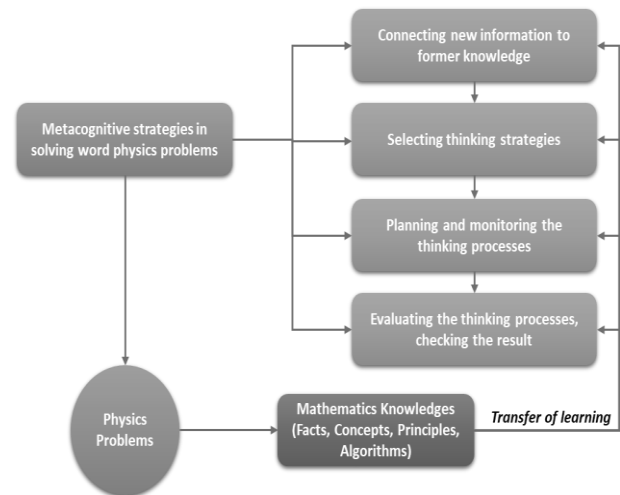 Connecting new information to
former knowledge
Metacognitive strategies in
solving word physics problems
Selecting thinking strategies
Planning and monitoring the
thinking processes
Evaluating the thinking processes,
checking the result
Physics
Problems
Mathematics Knowledges
(Facts, Concepts, Principles,
Algorithms)
Transfer of learning